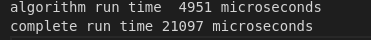 algorithm run time  4951 microseconds
complete run time 21097 microseconds